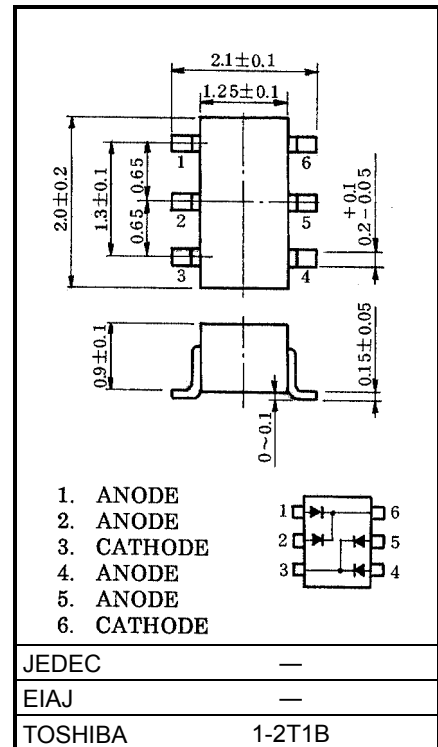 2.1±0.1
1.25±0.1
2.0±0.2
1.3±0.1
0.65
0.65
1
2
3
6
5
4
+0.1
0.2-0.05
0.9±0.1
0.15±0.05
0~0.1
1. ANODE
2. ANODE
3. CATHODE
4. ANODE
5. ANODE
6. CATHODE
1 6
2 5
3 4
JEDEC —
EIAJ —
TOSHIBA 1-2T1B